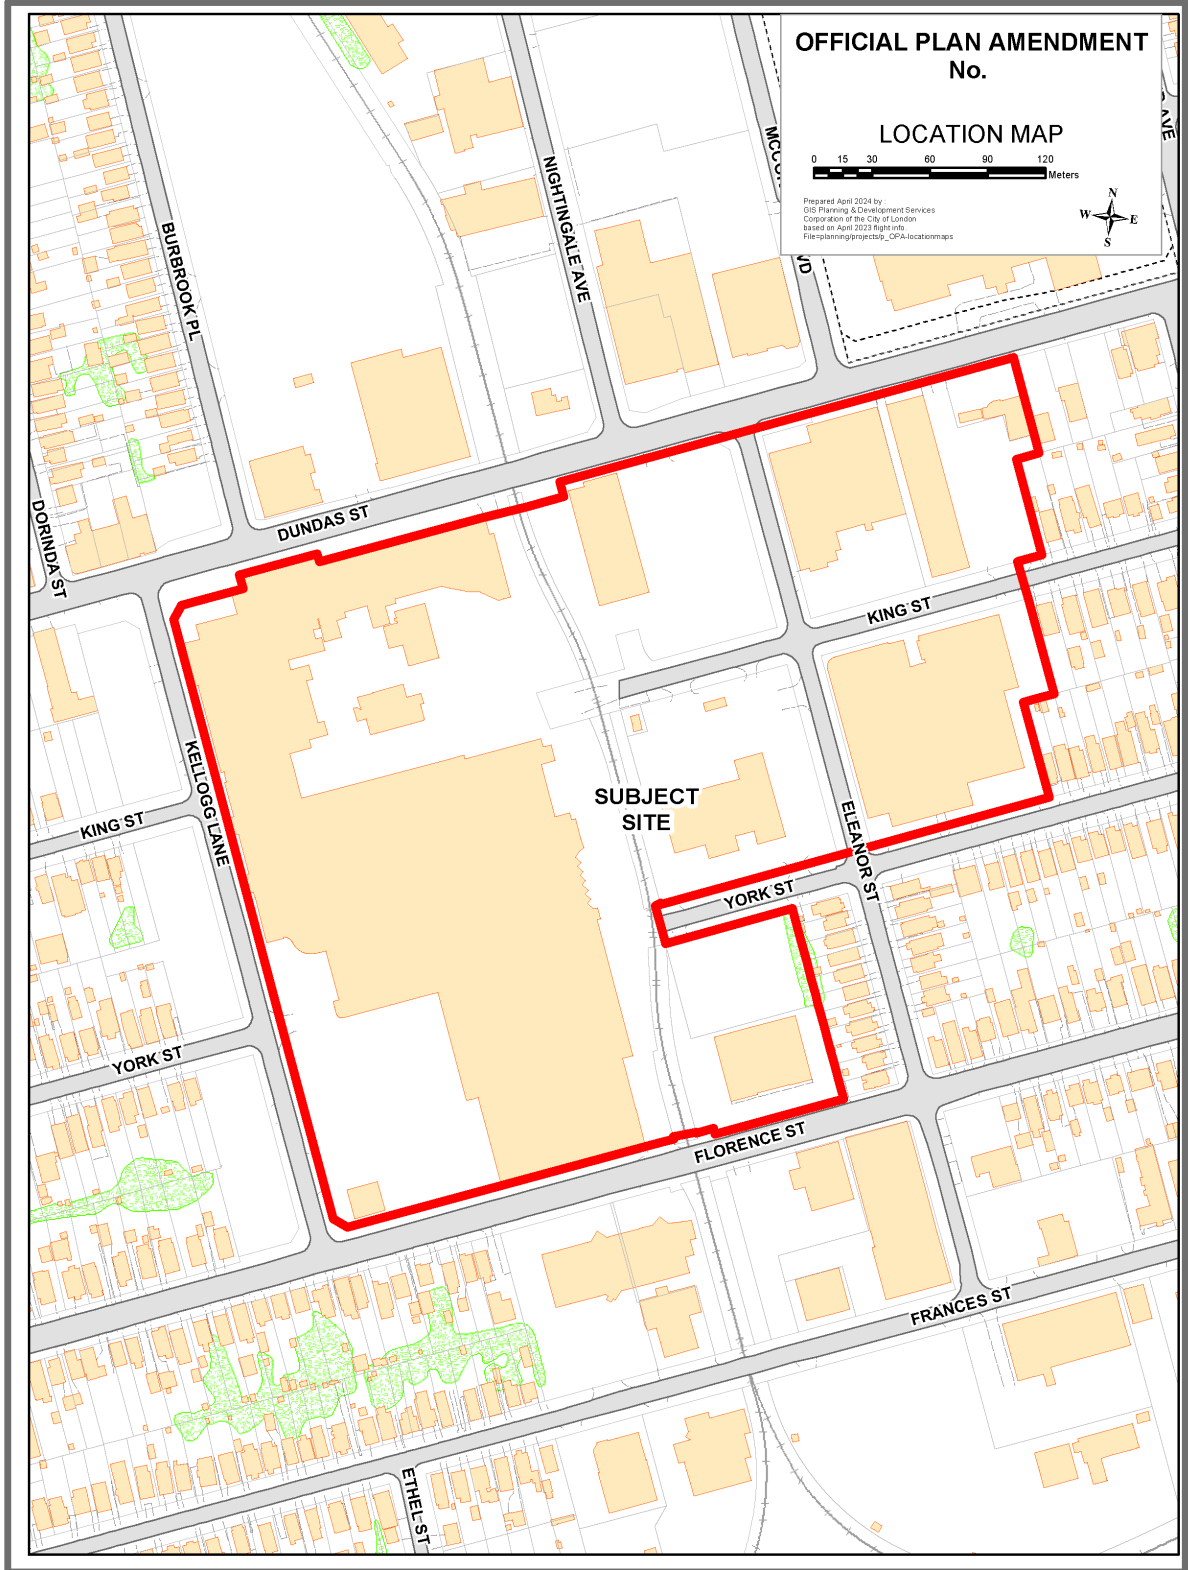 OFFICIAL PLAN AMENDMENT
No.
LOCATION MAP
0 15 30 60 90 120
Meters
Prepared April 2024 by :
GIS Planning & Development Services
Corporation of the City of London
based on April 2023 flight info.
File=planning/projects/p_OPA-locationmaps
N
W E
S
AVE
VD
NIGHTINGALE AVE
BURBROOK PL
DORINDA ST
DUNDAS ST
KING ST
KELLOGG LANE
KING ST
SUBJECT
SITE
ELEANOR ST
YORK ST
YORK ST
FLORENCE ST
FRANCES ST
ETHEL ST